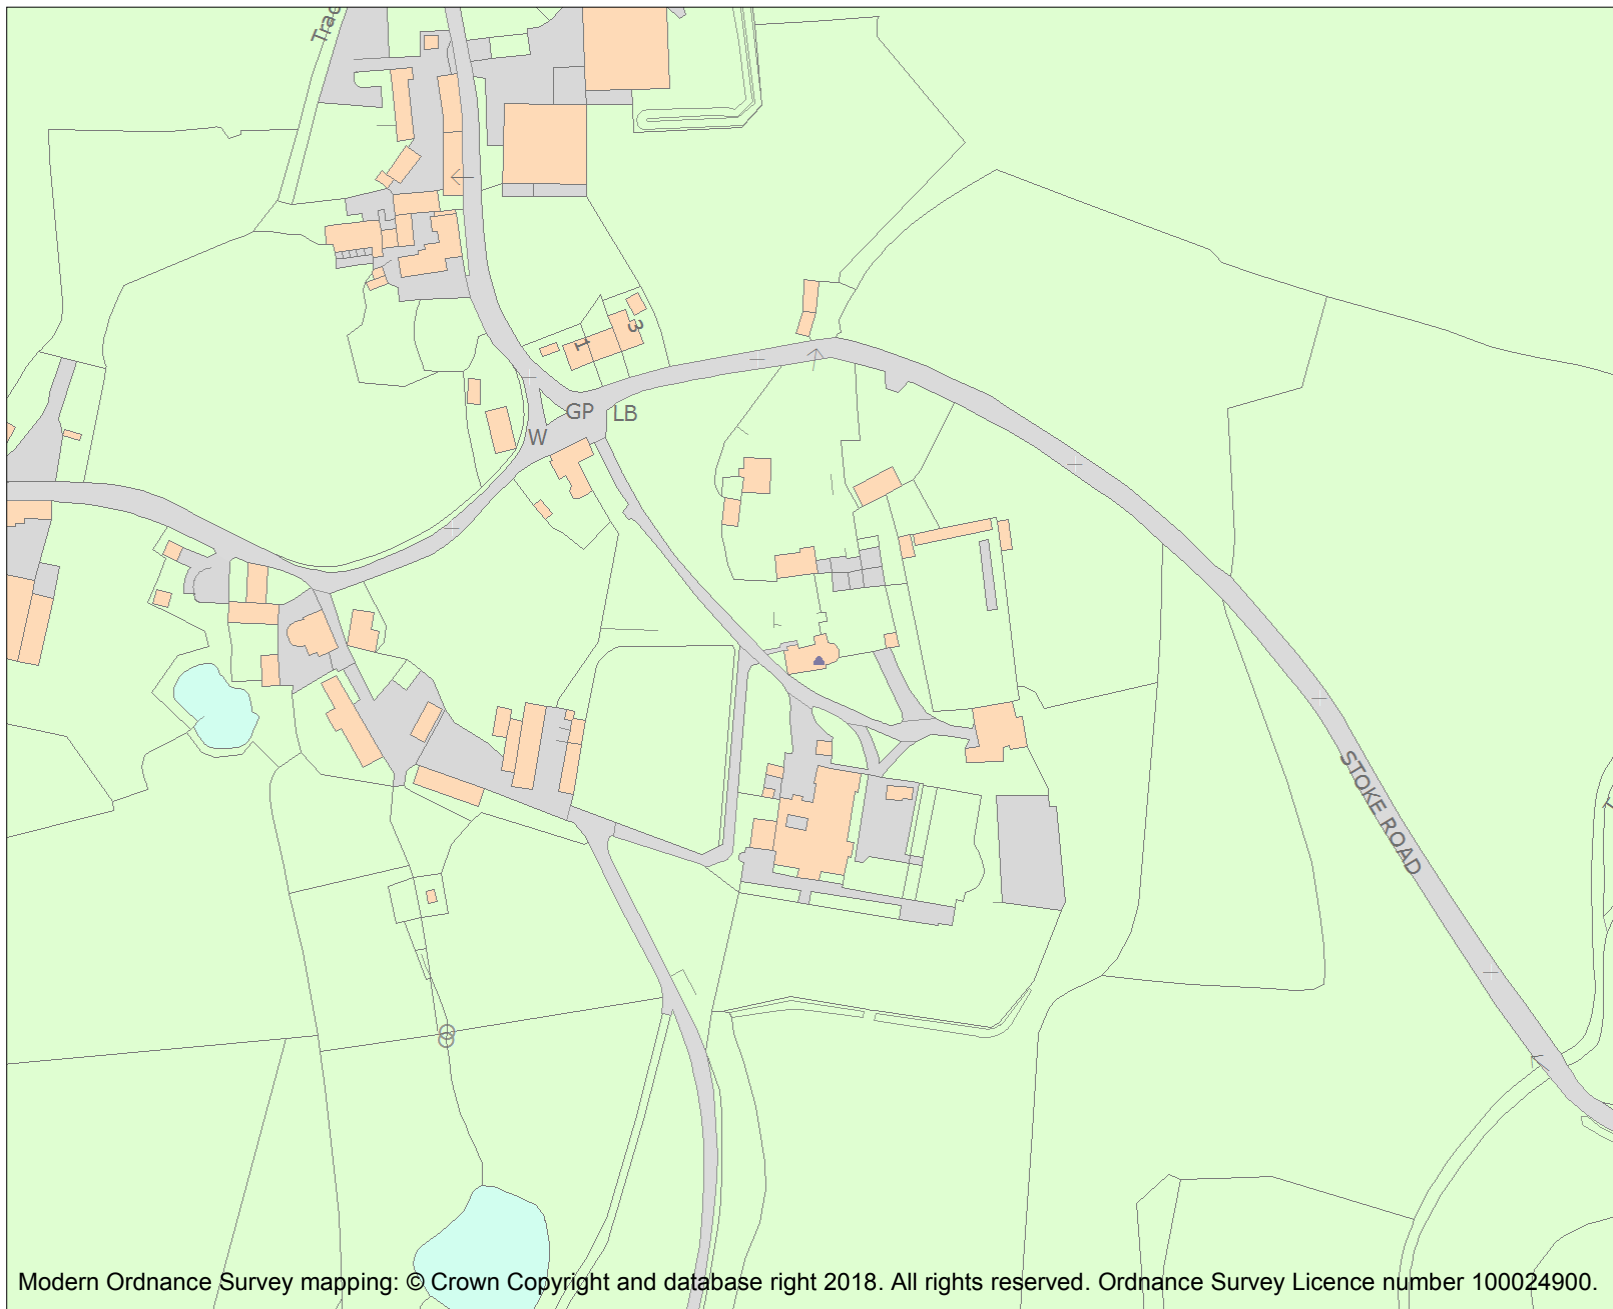 Trac
3
1
GP
LB
W
STOKE ROAD
Modern Ordnance Survey mapping: © Crown Copyright and database right 2018. All rights reserved. Ordnance Survey Licence number 100024900.